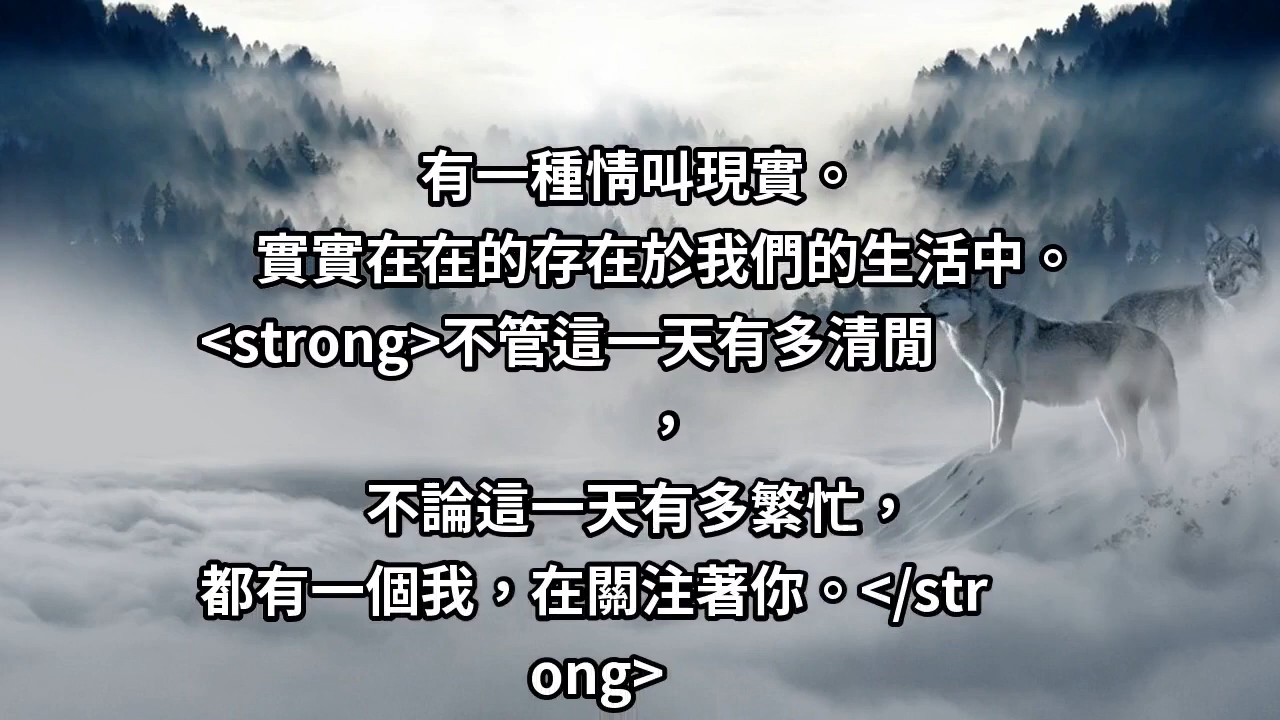 有一種情叫現實。
實實在在的存在於我們的生活中。
<strong>不管這一天有多清閒
，
不論這一天有多繁忙，
都有一個我，在關注著你。</str
ong>